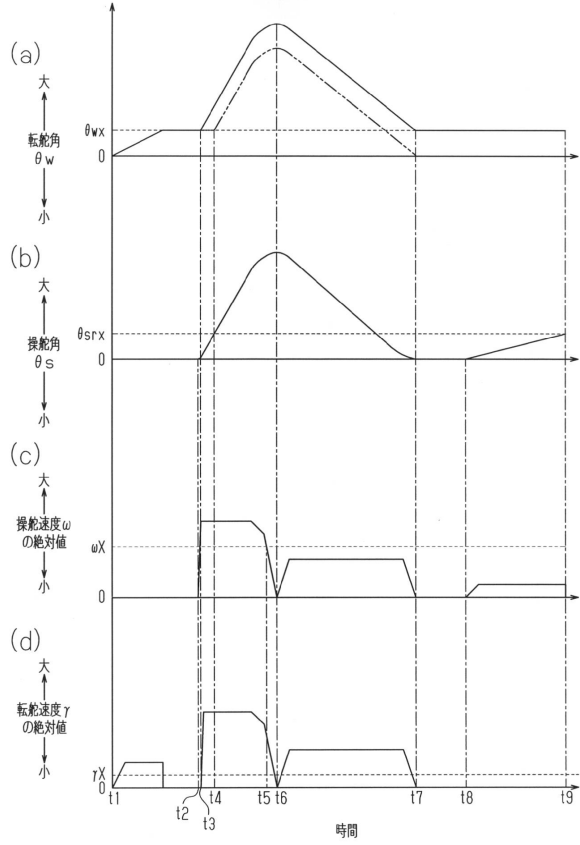 (a)
大
転舵角
θw
小
θwx
0
(b)
大
操舵角
θs
小
θsrx
0
(c)
大
操舵速度ω
の絶対値
小
ωX
0
(d)
大
転舵速度γ
の絶対値
小
γX
0
t1
t2
t3
t4
t5
t6
t7
t8
t9
時間